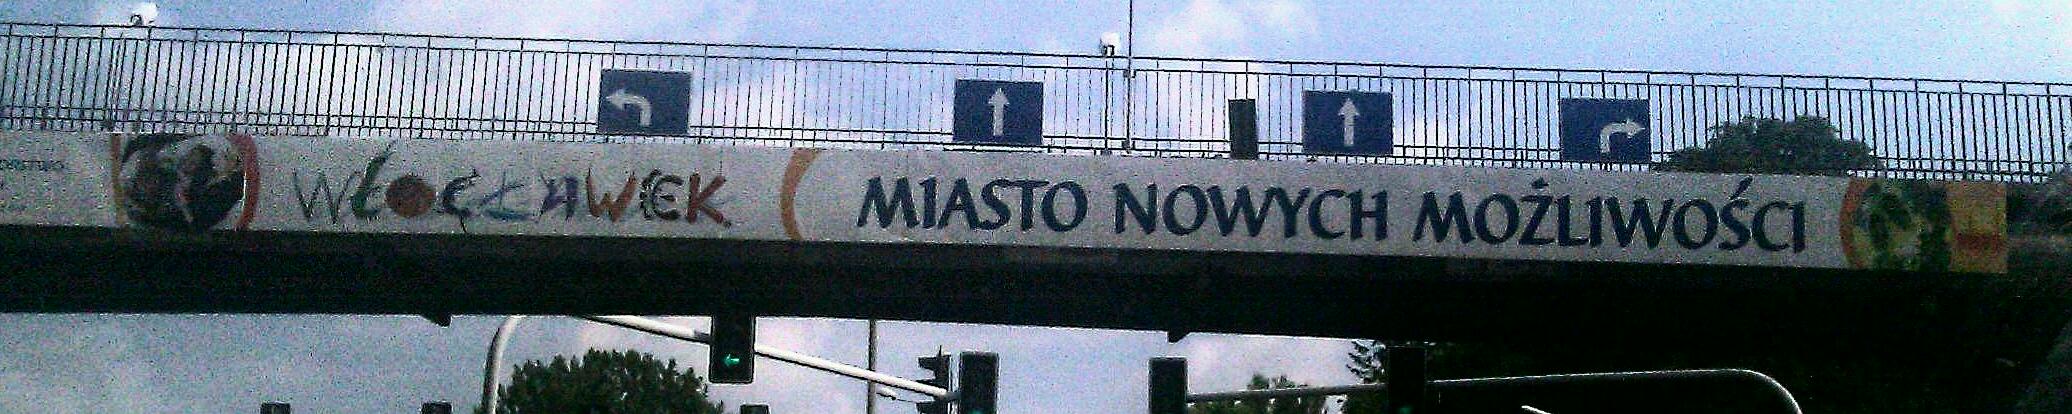 WŁOCŁAWEK MIASTO NOWYCH MOŻLIWOŚCI